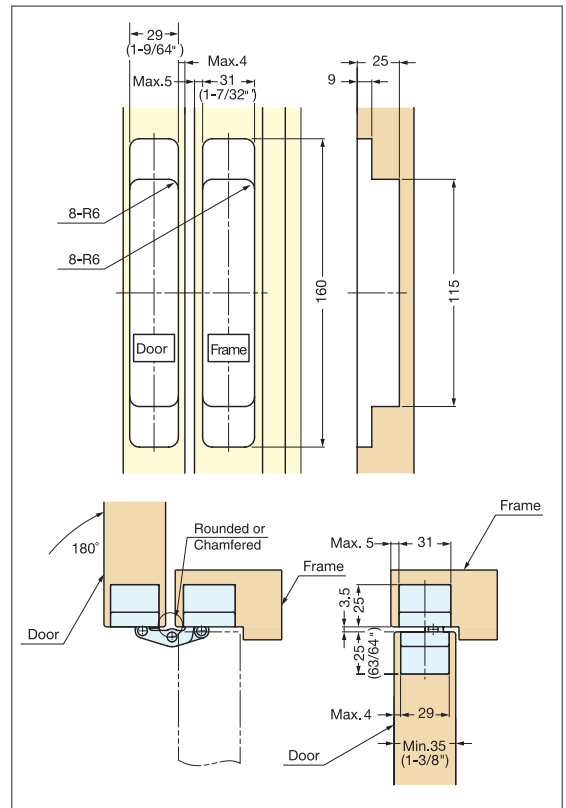 29
(1-9/64")
Max.4
Max.5
31
(1-7/32")
25
9
8-R6
8-R6
160
115
Door
Frame
180°
Rounded or
Chamfered
Frame
Door
Frame
Max. 5
31
3.5
25
25
(63/64")
Max.4
29
Door
Min.35
(1-3/8")